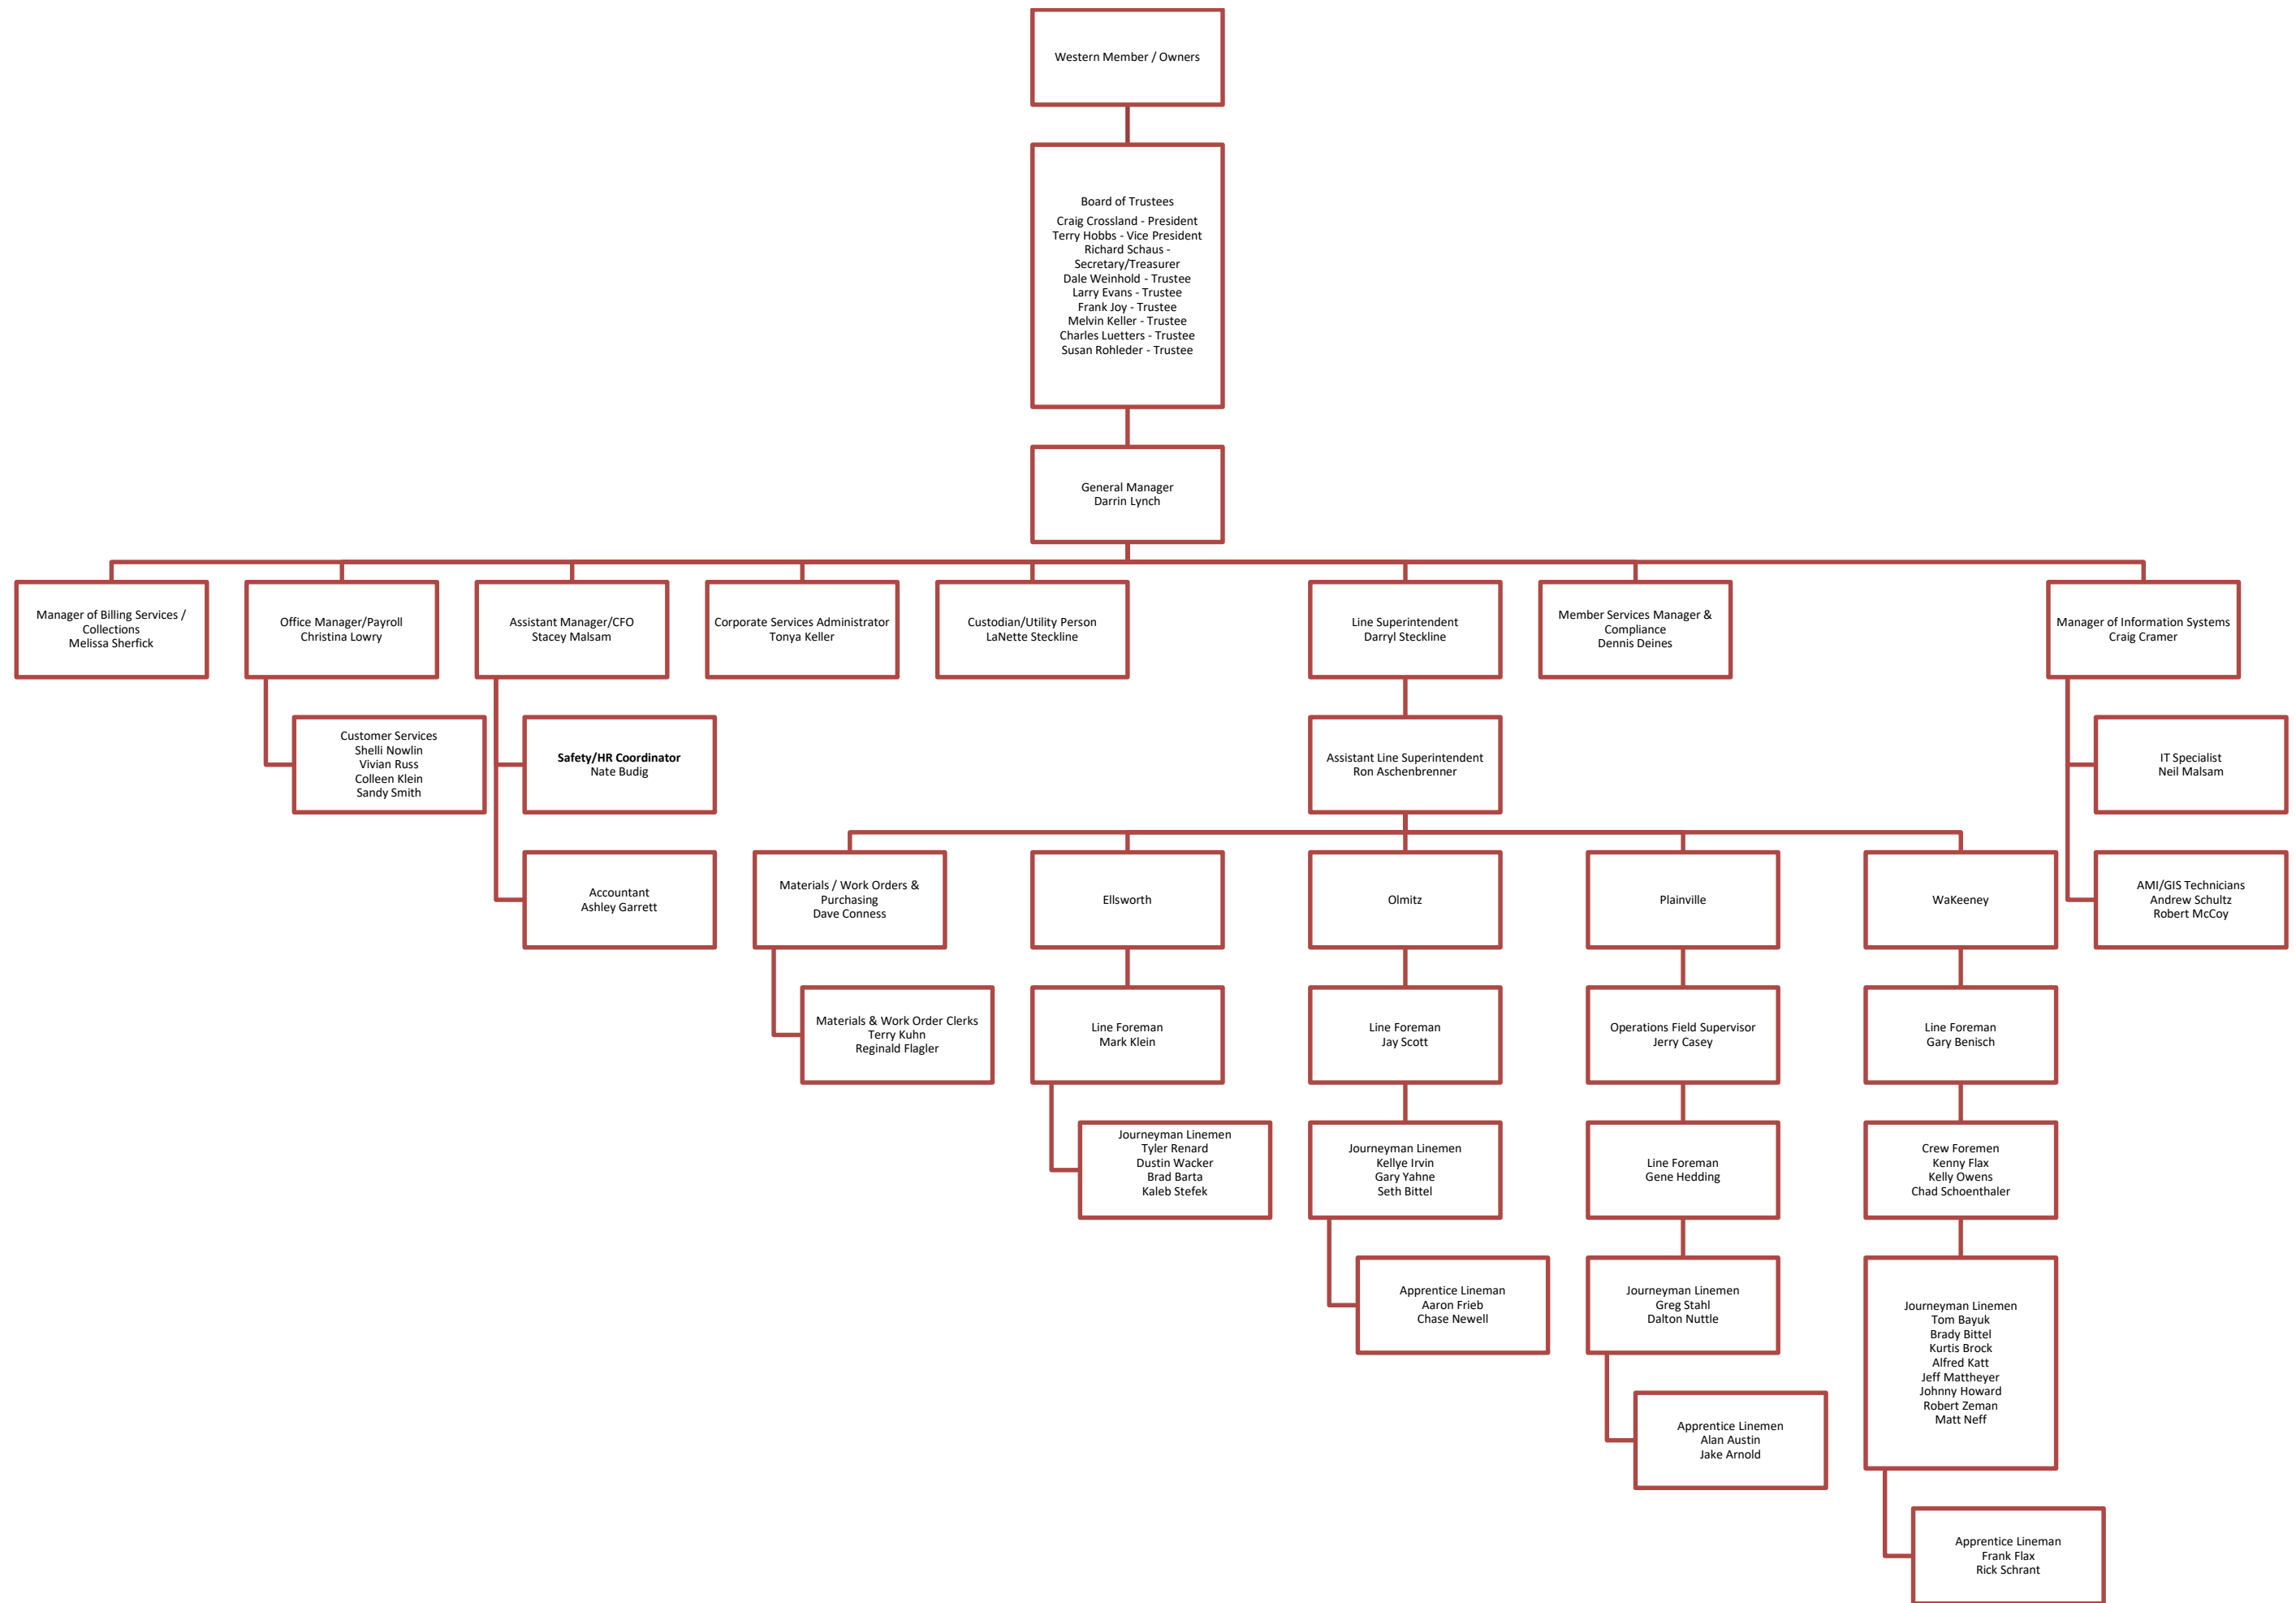 Western Member / Owners
Board of Trustees
Craig Crossland - President
Terry Hobbs - Vice President
Richard Schaus -
Secretary/Treasurer
Dale Weinhold - Trustee
Larry Evans - Trustee
Frank Joy - Trustee
Melvin Keller - Trustee
Charles Luetters - Trustee
Susan Rohleder - Trustee
General Manager
Darrin Lynch
Manager of Billing Services /
Collections
Melissa Sherfick
Office Manager/Payroll
Christina Lowry
Assistant Manager/CFO
Stacey Malsam
Corporate Services Administrator
Tonya Keller
Custodian/Utility Person
LaNette Steckline
Line Superintendent
Darryl Steckline
Member Services Manager &
Compliance
Dennis Deines
Manager of Information Systems
Craig Cramer
Customer Services
Shelli Nowlin
Vivian Russ
Colleen Klein
Sandy Smith
Safety/HR Coordinator
Nate Budig
Assistant Line Superintendent
Ron Aschenbrenner
IT Specialist
Neil Malsam
Accountant
Ashley Garrett
Materials / Work Orders &
Purchasing
Dave Conness
Ellsworth
Olmitz
Plainville
WaKeeney
AMI/GIS Technicians
Andrew Schultz
Robert McCoy
Materials & Work Order Clerks
Terry Kuhn
Reginald Flagler
Line Foreman
Mark Klein
Line Foreman
Jay Scott
Operations Field Supervisor
Jerry Casey
Line Foreman
Gary Benisch
Journeyman Linemen
Tyler Renard
Dustin Wacker
Brad Barta
Kaleb Stefek
Journeyman Linemen
Kellye Irvin
Gary Yahne
Seth Bittel
Line Foreman
Gene Hedding
Crew Foremen
Kenny Flax
Kelly Owens
Chad Schoenthaler
Apprentice Lineman
Aaron Frieb
Chase Newell
Journeyman Linemen
Greg Stahl
Dalton Nuttle
Journeyman Linemen
Tom Bayuk
Brady Bittel
Kurtis Brock
Alfred Katt
Jeff Mattheyer
Johnny Howard
Robert Zeman
Matt Neff
Apprentice Linemen
Alan Austin
Jake Arnold
Apprentice Lineman
Frank Flax
Rick Schrant